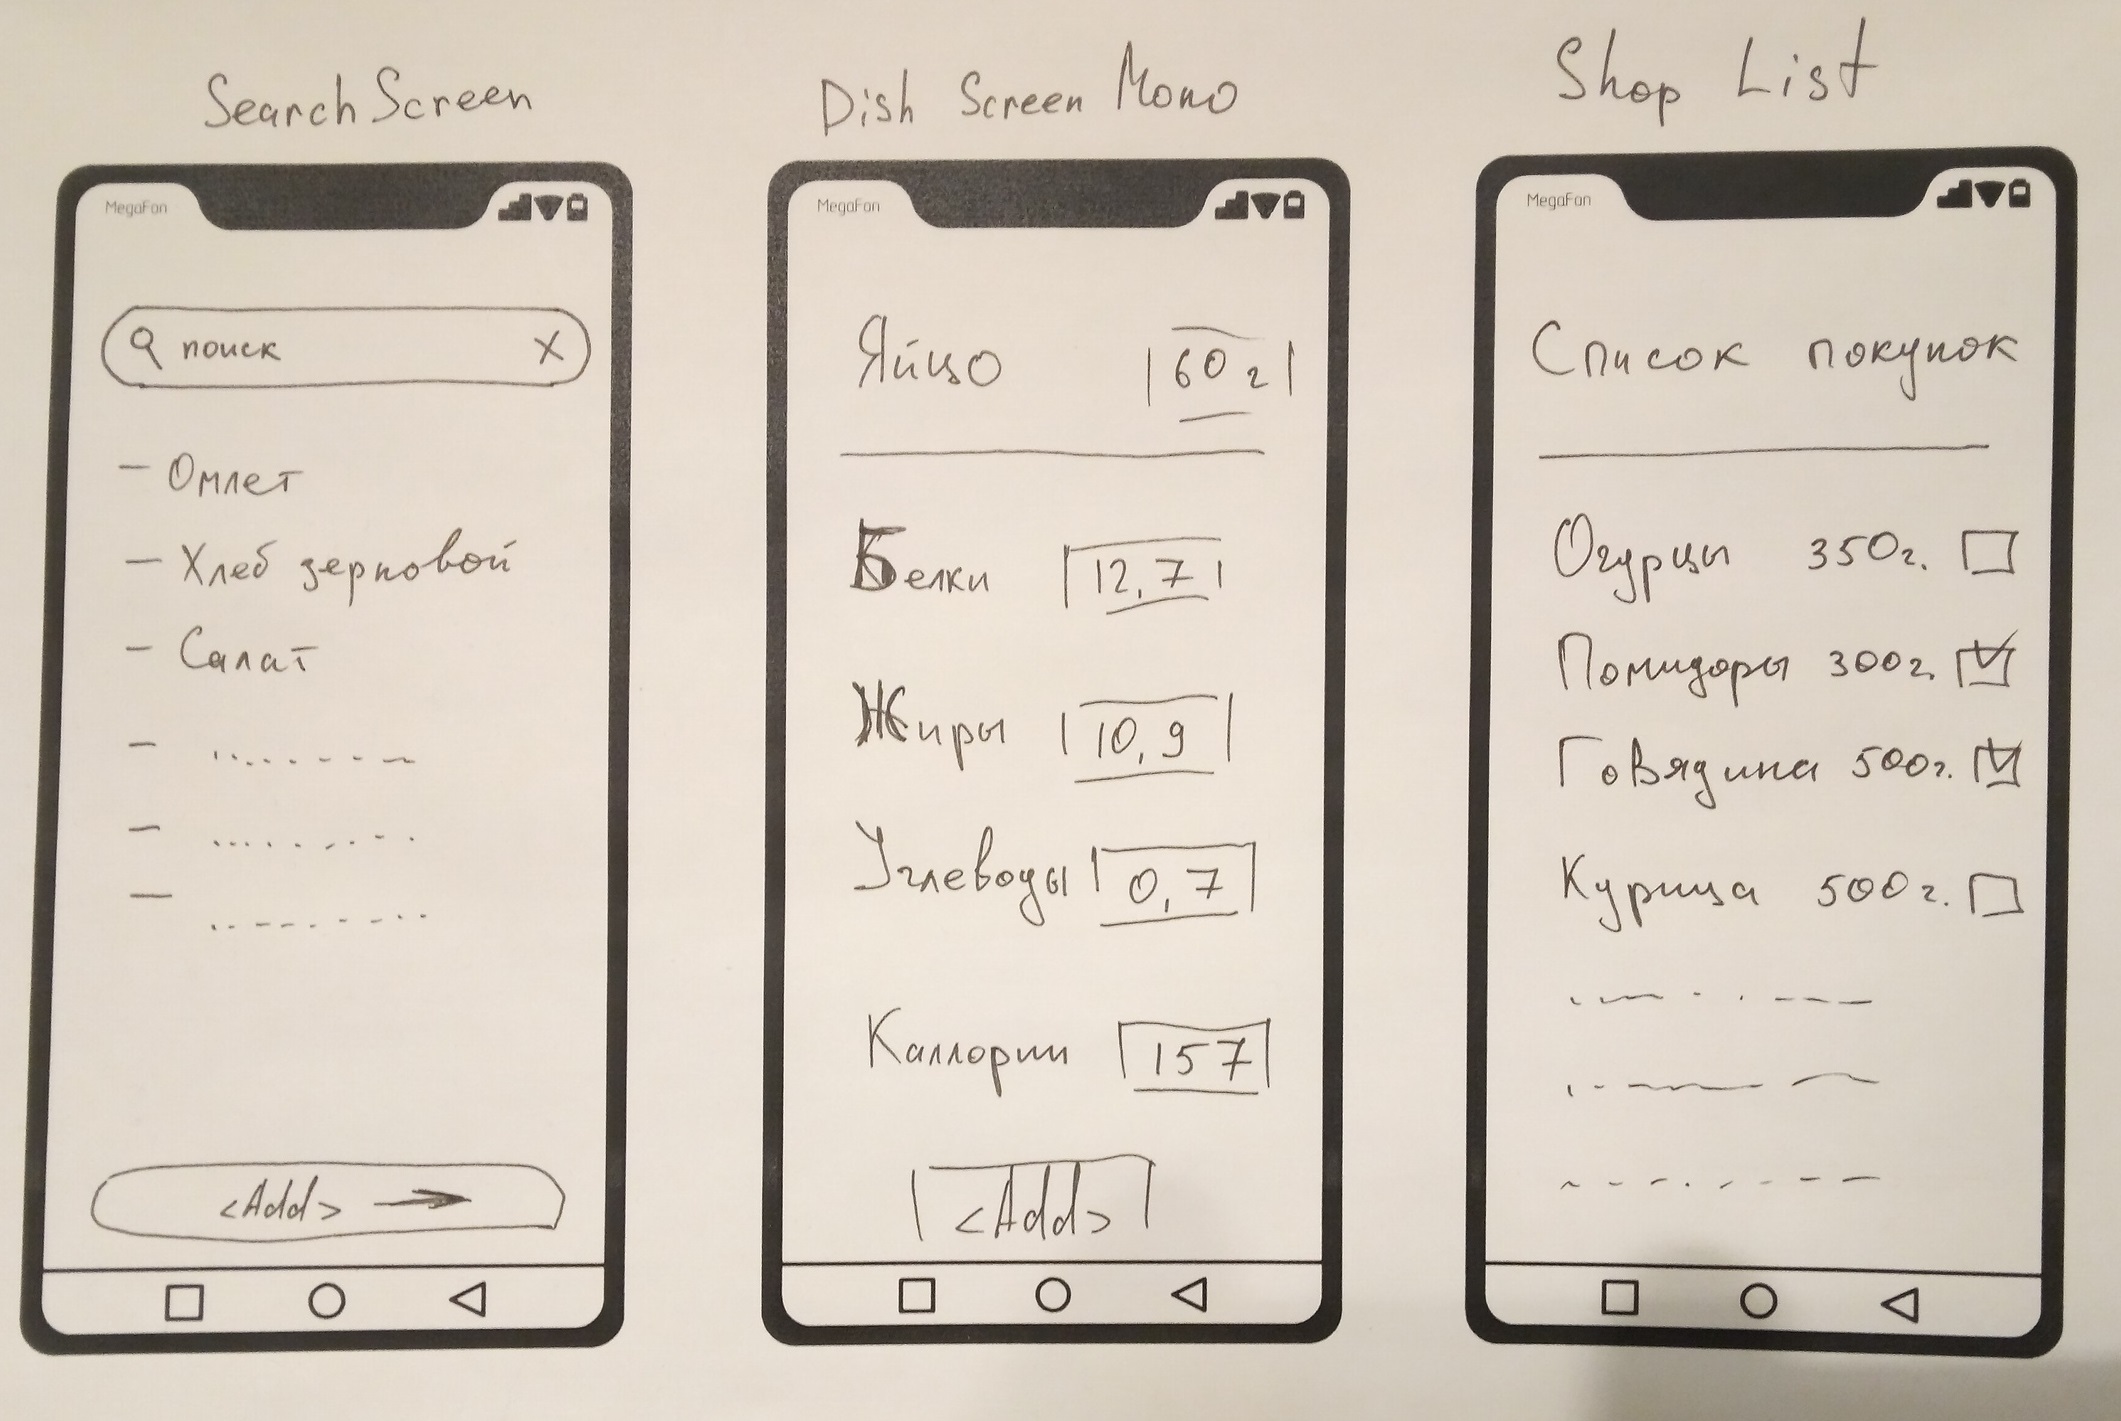 Search Screen
MegaFon
поиск X
- Омлет
- Хлеб зерновой
- Салат
<Add> →
Dish Screen Mono
MegaFon
Яйцо 60 г
Белки 12,7
Жиры 10,9
Углеводы 0,7
Каллории 157
<Add>
Shop List
MegaFon
Список покупок
Огурцы 350г.
Помидоры 300г.
Говядина 500г.
Курица 500г.